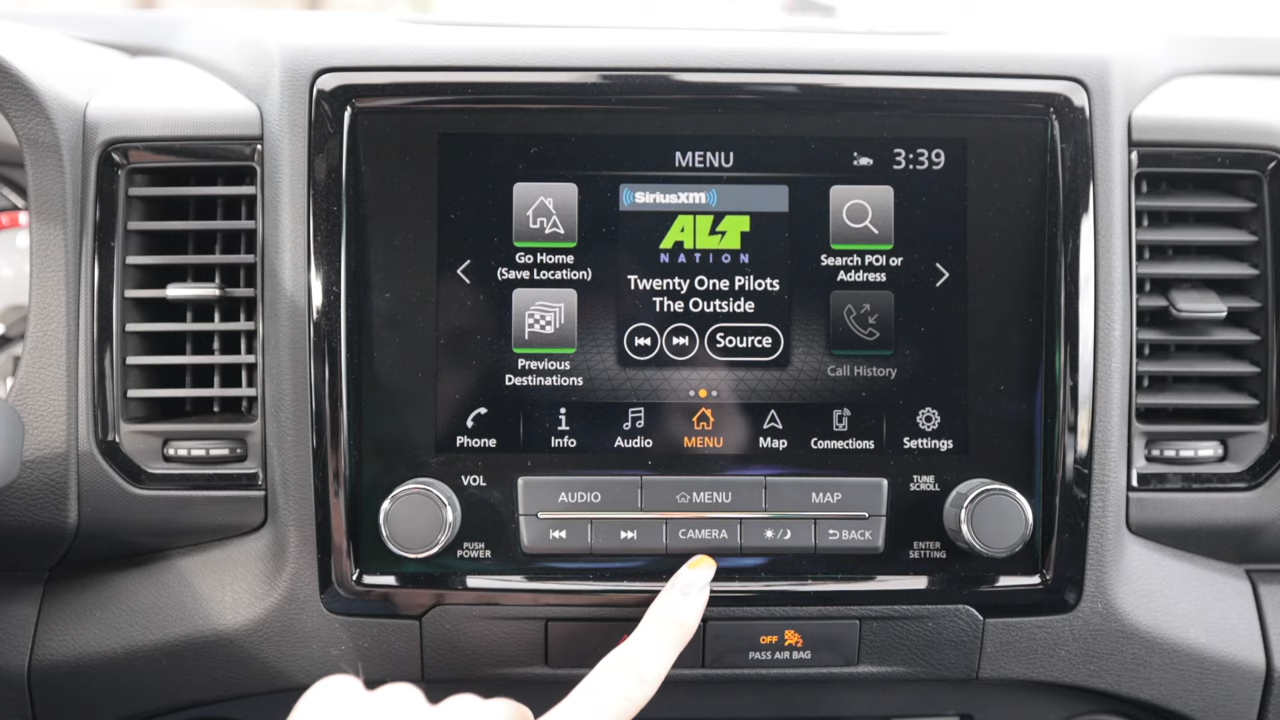 MENU
3:39
SiriusXM
ALT
NATION
Go Home
(Save Location)
Twenty One Pilots
The Outside
Search POI or
Address
Source
Previous
Destinations
Call History
Phone
Info
Audio
MENU
Map
Connections
Settings
VOL
AUDIO
MENU
MAP
TUNE
SCROLL
CAMERA
BACK
PUSH
POWER
ENTER
SETTING
OFF
2
PASS AIR BAG